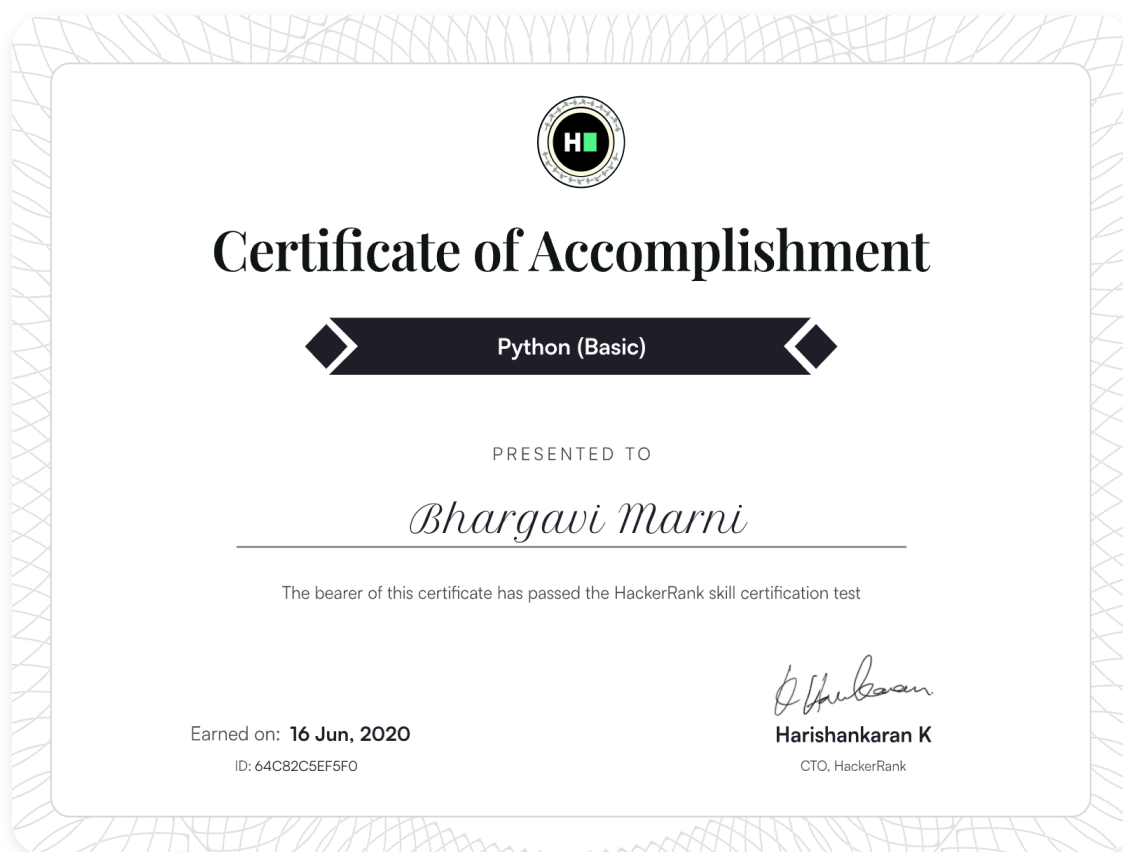 H
Certificate of Accomplishment
Python (Basic)
PRESENTED TO
Bhargavi Marni
The bearer of this certificate has passed the HackerRank skill certification test
Earned on: 16 Jun, 2020
ID: 64C82C5EF5F0
Harishankaran K
CTO, HackerRank